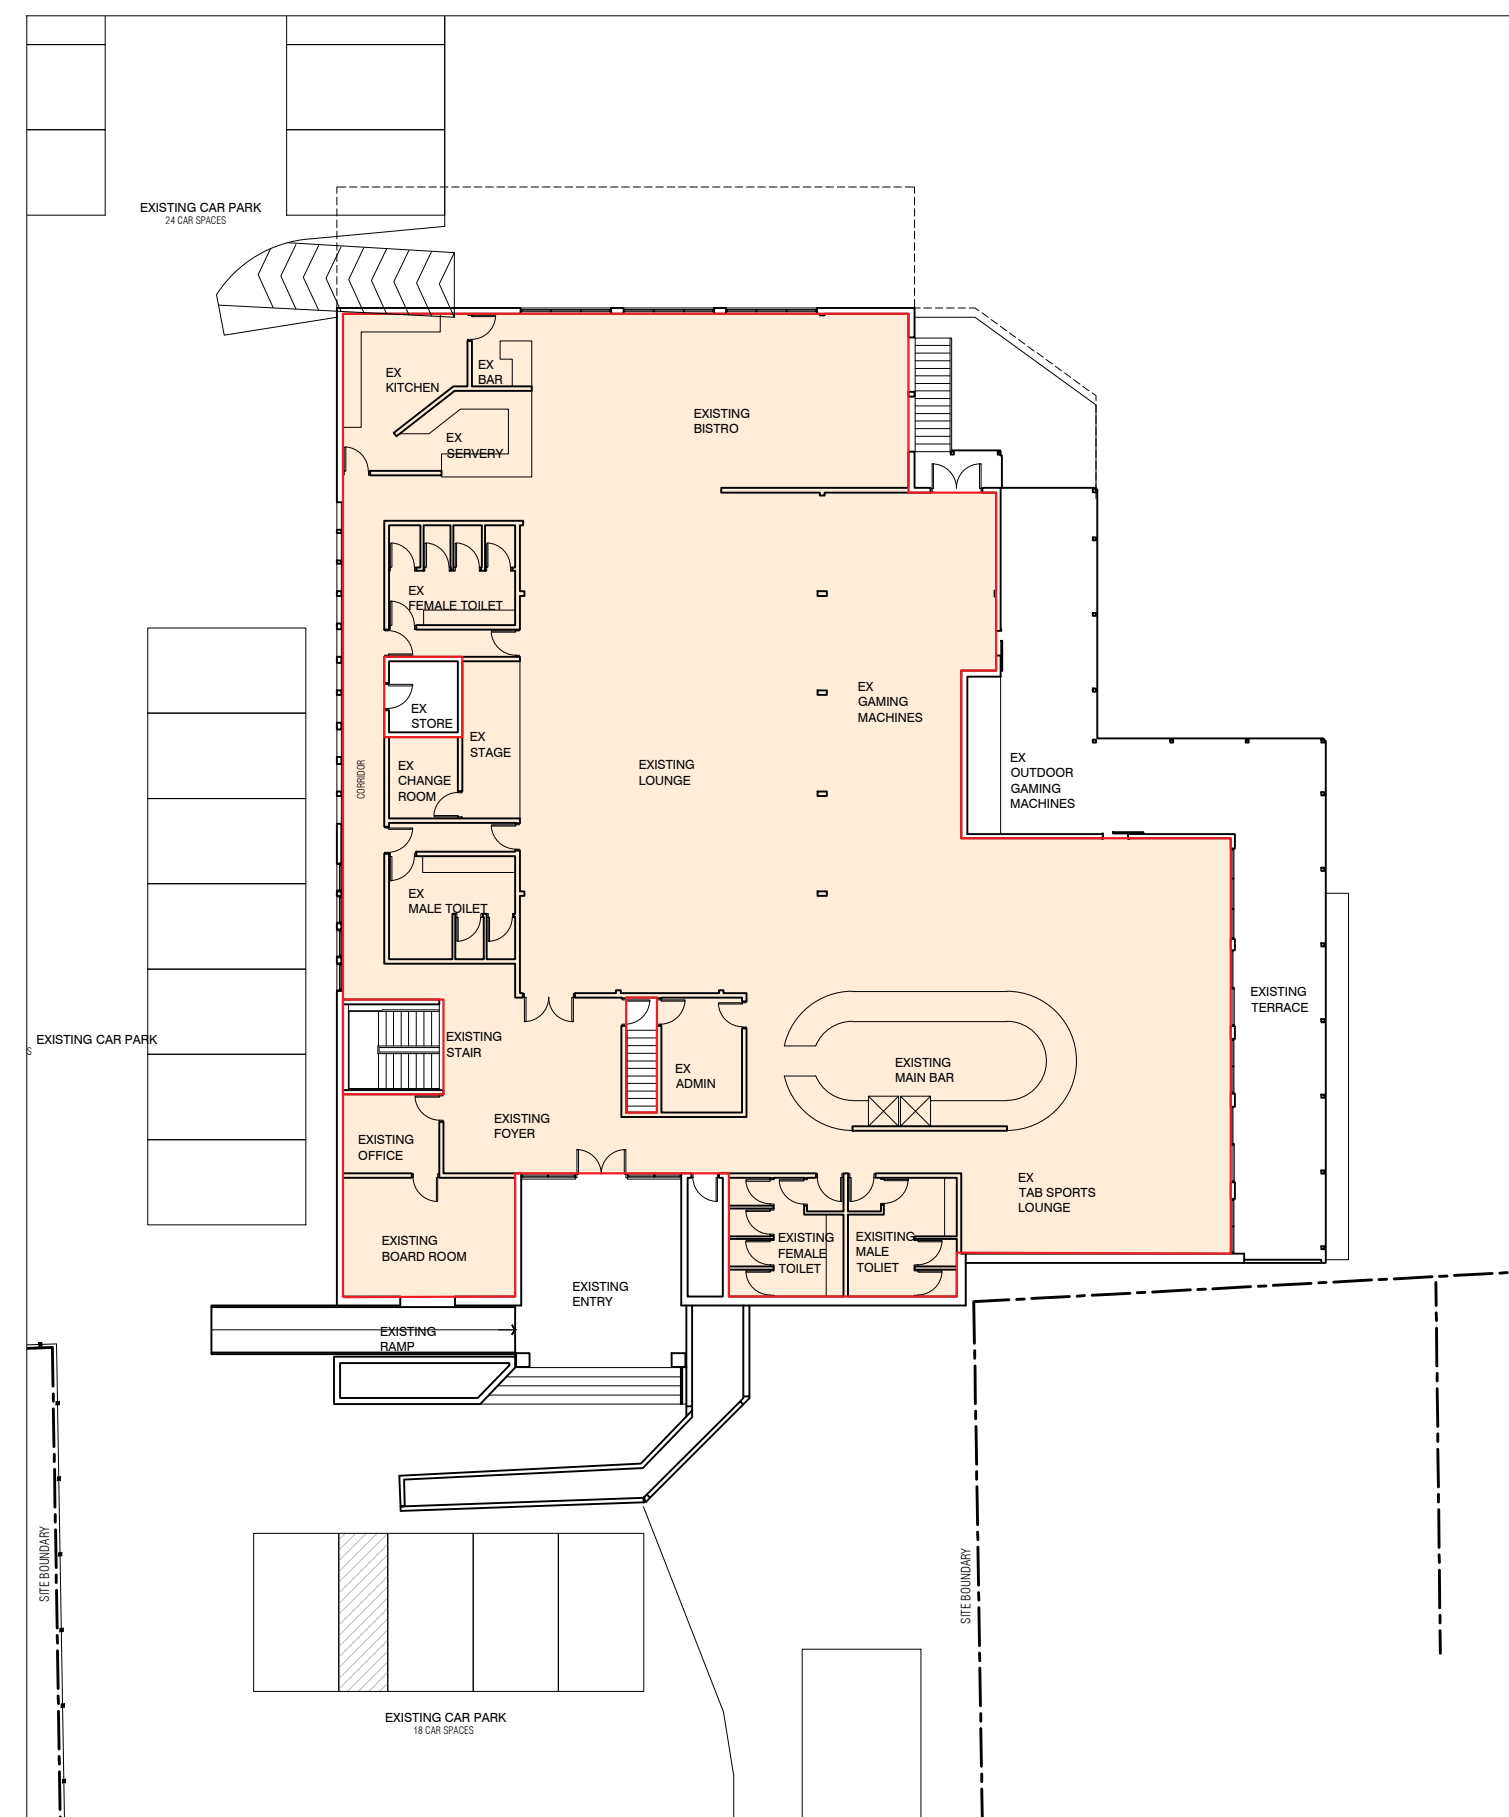 EXISTING CAR PARK
24 CAR SPACES
EX
KITCHEN
EX
BAR
EX
SERVERY
EXISTING
BISTRO
EX
FEMALE TOILET
EX
STORE
EX
STAGE
EX
CHANGE
ROOM
CORRIDOR
EXISTING
LOUNGE
EX
GAMING
MACHINES
EX
OUTDOOR
GAMING
MACHINES
EX
MALE TOILET
EXISTING
TERRACE
EXISTING CAR PARK
S
EXISTING
STAIR
EX
ADMIN
EXISTING
MAIN BAR
EXISTING
FOYER
EXISTING
OFFICE
EX
TAB SPORTS
LOUNGE
EXISTING
BOARD ROOM
EXISTING
FEMALE
TOILET
EXISITING
MALE
TOLIET
EXISTING
ENTRY
EXISTING
RAMP
SITE BOUNDARY
SITE BOUNDARY
EXISTING CAR PARK
18 CAR SPACES